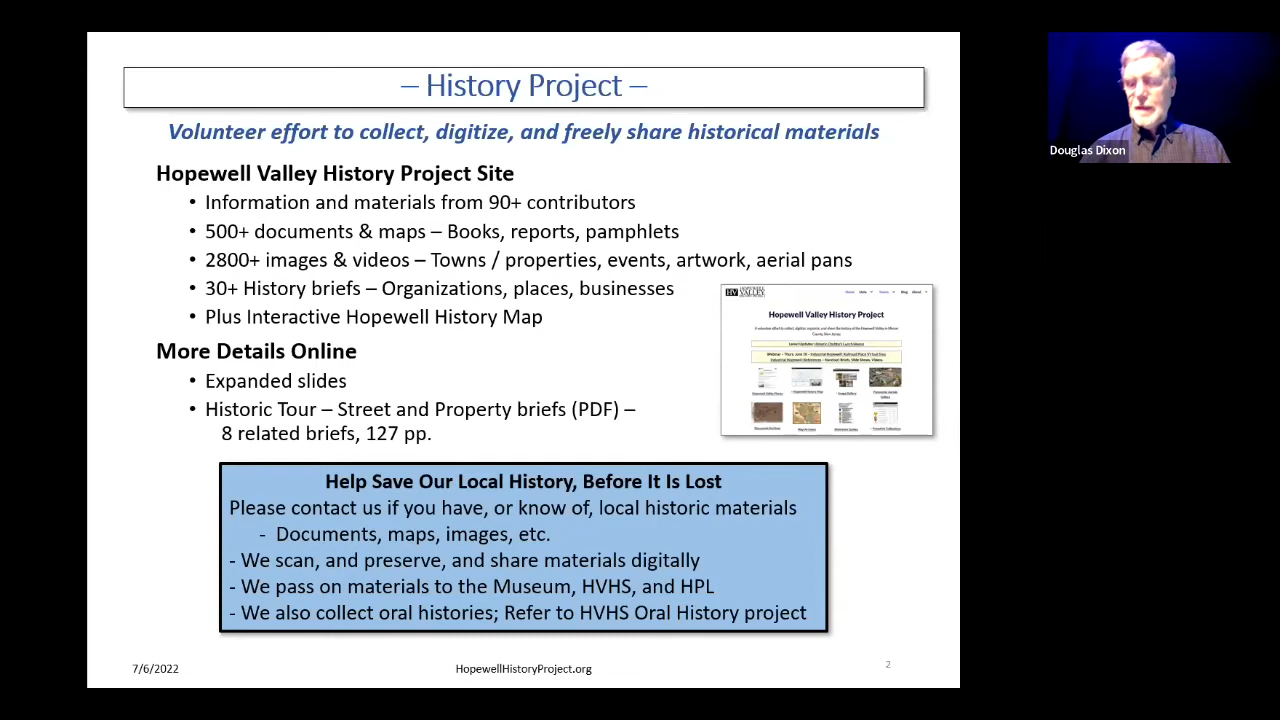 – History Project –
Volunteer effort to collect, digitize, and freely share historical materials
Hopewell Valley History Project Site
• Information and materials from 90+ contributors
• 500+ documents & maps – Books, reports, pamphlets
• 2800+ images & videos – Towns / properties, events, artwork, aerial pans
• 30+ History briefs – Organizations, places, businesses
• Plus Interactive Hopewell History Map
More Details Online
• Expanded slides
• Historic Tour – Street and Property briefs (PDF) –
8 related briefs, 127 pp.
Hopewell Valley History Project
Help Save Our Local History, Before It Is Lost
Please contact us if you have, or know of, local historic materials
- Documents, maps, images, etc.
- We scan, and preserve, and share materials digitally
- We pass on materials to the Museum, HVHS, and HPL
- We also collect oral histories; Refer to HVHS Oral History project
7/6/2022
HopewellHistoryProject.org
2
Douglas Dixon